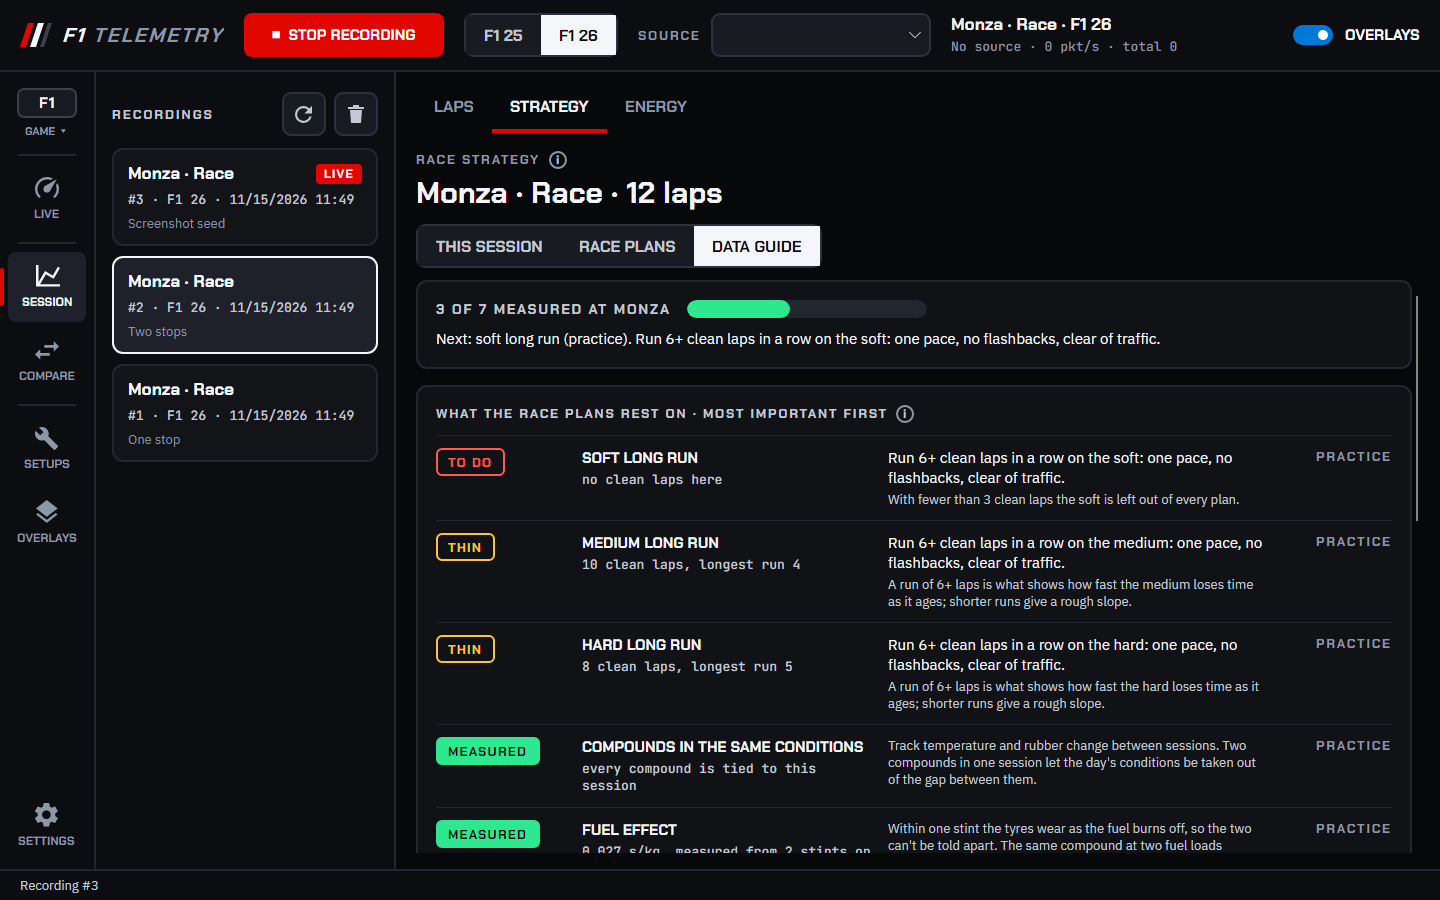 F1 TELEMETRY
STOP RECORDING
F1 25
F1 26
SOURCE
Monza · Race · F1 26
No source · 0 pkt/s · total 0
OVERLAYS
F1
GAME
LIVE
SESSION
COMPARE
SETUPS
OVERLAYS
SETTINGS
RECORDINGS
Monza · Race
LIVE
#3 · F1 26 · 11/15/2026 11:49
Screenshot seed
Monza · Race
#2 · F1 26 · 11/15/2026 11:49
Two stops
Monza · Race
#1 · F1 26 · 11/15/2026 11:49
One stop
LAPS
STRATEGY
ENERGY
RACE STRATEGY
Monza · Race · 12 laps
THIS SESSION
RACE PLANS
DATA GUIDE
3 OF 7 MEASURED AT MONZA
Next: soft long run (practice). Run 6+ clean laps in a row on the soft: one pace, no flashbacks, clear of traffic.
WHAT THE RACE PLANS REST ON · MOST IMPORTANT FIRST
TO DO
SOFT LONG RUN
no clean laps here
Run 6+ clean laps in a row on the soft: one pace, no
flashbacks, clear of traffic.
With fewer than 3 clean laps the soft is left out of every plan.
PRACTICE
THIN
MEDIUM LONG RUN
10 clean laps, longest run 4
Run 6+ clean laps in a row on the medium: one pace, no
flashbacks, clear of traffic.
A run of 6+ laps is what shows how fast the medium loses time
as it ages; shorter runs give a rough slope.
PRACTICE
THIN
HARD LONG RUN
8 clean laps, longest run 5
Run 6+ clean laps in a row on the hard: one pace, no
flashbacks, clear of traffic.
A run of 6+ laps is what shows how fast the hard loses time as it
ages; shorter runs give a rough slope.
PRACTICE
MEASURED
COMPOUNDS IN THE SAME CONDITIONS
every compound is tied to this
session
Track temperature and rubber change between sessions. Two
compounds in one session let the day's conditions be taken out
of the gap between them.
PRACTICE
MEASURED
FUEL EFFECT
0.027 s/kg, measured from 2 stints on
Within one stint the tyres wear as the fuel burns off, so the two
can't be told apart. The same compound at two fuel loads
PRACTICE
Recording #3